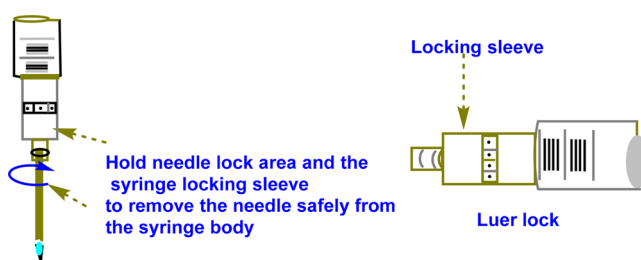 Locking sleeve
Hold needle lock area and the
syringe locking sleeve
to remove the needle safely from
the syringe body
Luer lock